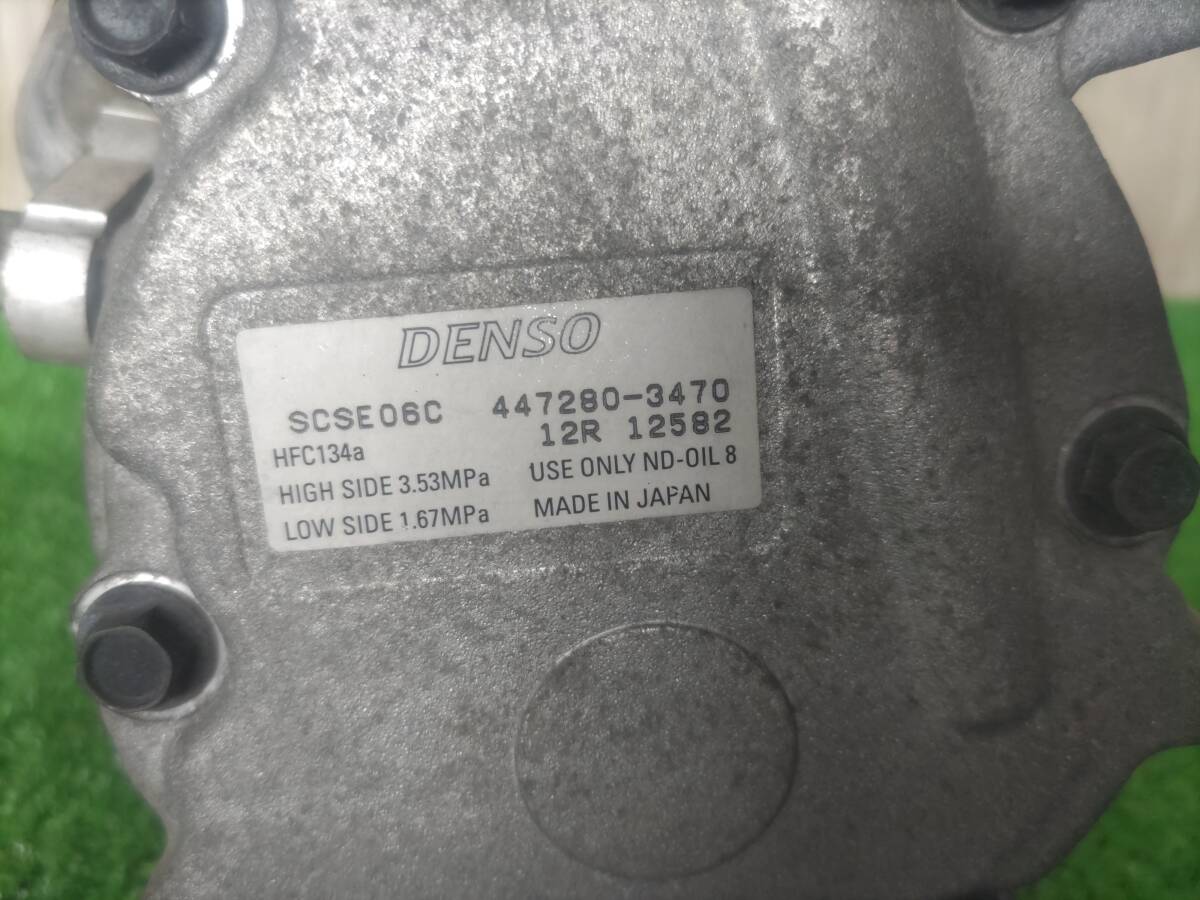 DENSO
SCSE06C 447280-3470
12R 12582
HFC134a
USE ONLY ND-OIL 8
HIGH SIDE 3.53MPa
MADE IN JAPAN
LOW SIDE 1.67MPa